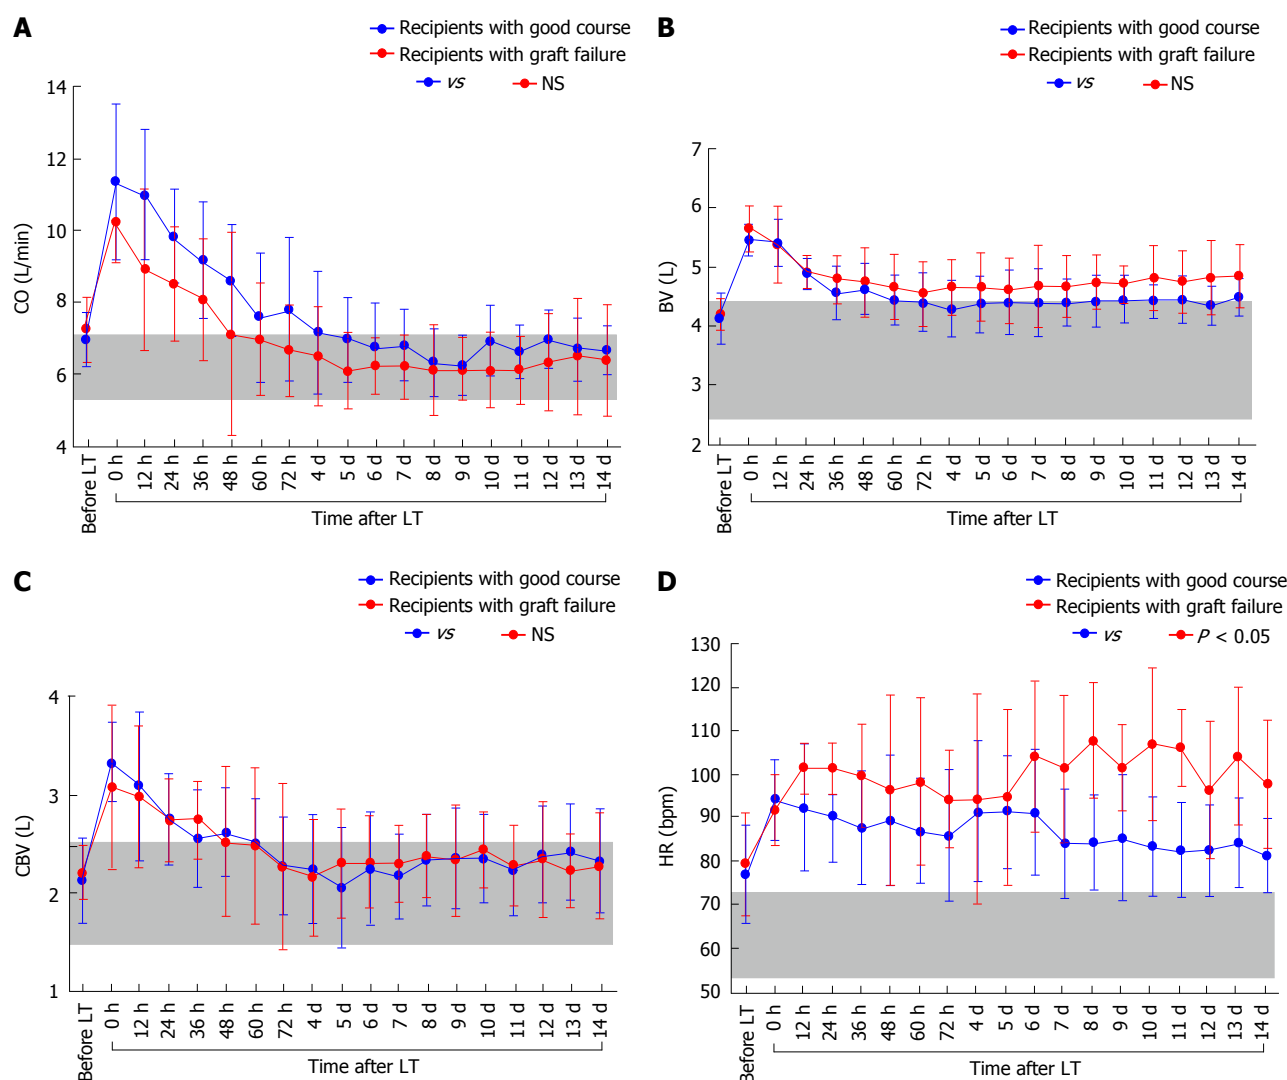 A
Recipients with good course
Recipients with graft failure
vs NS
CO (L/min)
14
12
10
8
6
4
Before LT
0 h
12 h
24 h
36 h
48 h
60 h
72 h
4 d
5 d
6 d
7 d
8 d
9 d
10 d
11 d
12 d
13 d
14 d
Time after LT
B
Recipients with good course
Recipients with graft failure
vs NS
BV (L)
7
6
5
4
3
2
Before LT
0 h
12 h
24 h
36 h
48 h
60 h
72 h
4 d
5 d
6 d
7 d
8 d
9 d
10 d
11 d
12 d
13 d
14 d
Time after LT
C
Recipients with good course
Recipients with graft failure
vs NS
CBV (L)
4
3
2
1
Before LT
0 h
12 h
24 h
36 h
48 h
60 h
72 h
4 d
5 d
6 d
7 d
8 d
9 d
10 d
11 d
12 d
13 d
14 d
Time after LT
D
Recipients with good course
Recipients with graft failure
vs P < 0.05
HR (bpm)
130
120
110
100
90
80
70
60
50
Before LT
0 h
12 h
24 h
36 h
48 h
60 h
72 h
4 d
5 d
6 d
7 d
8 d
9 d
10 d
11 d
12 d
13 d
14 d
Time after LT